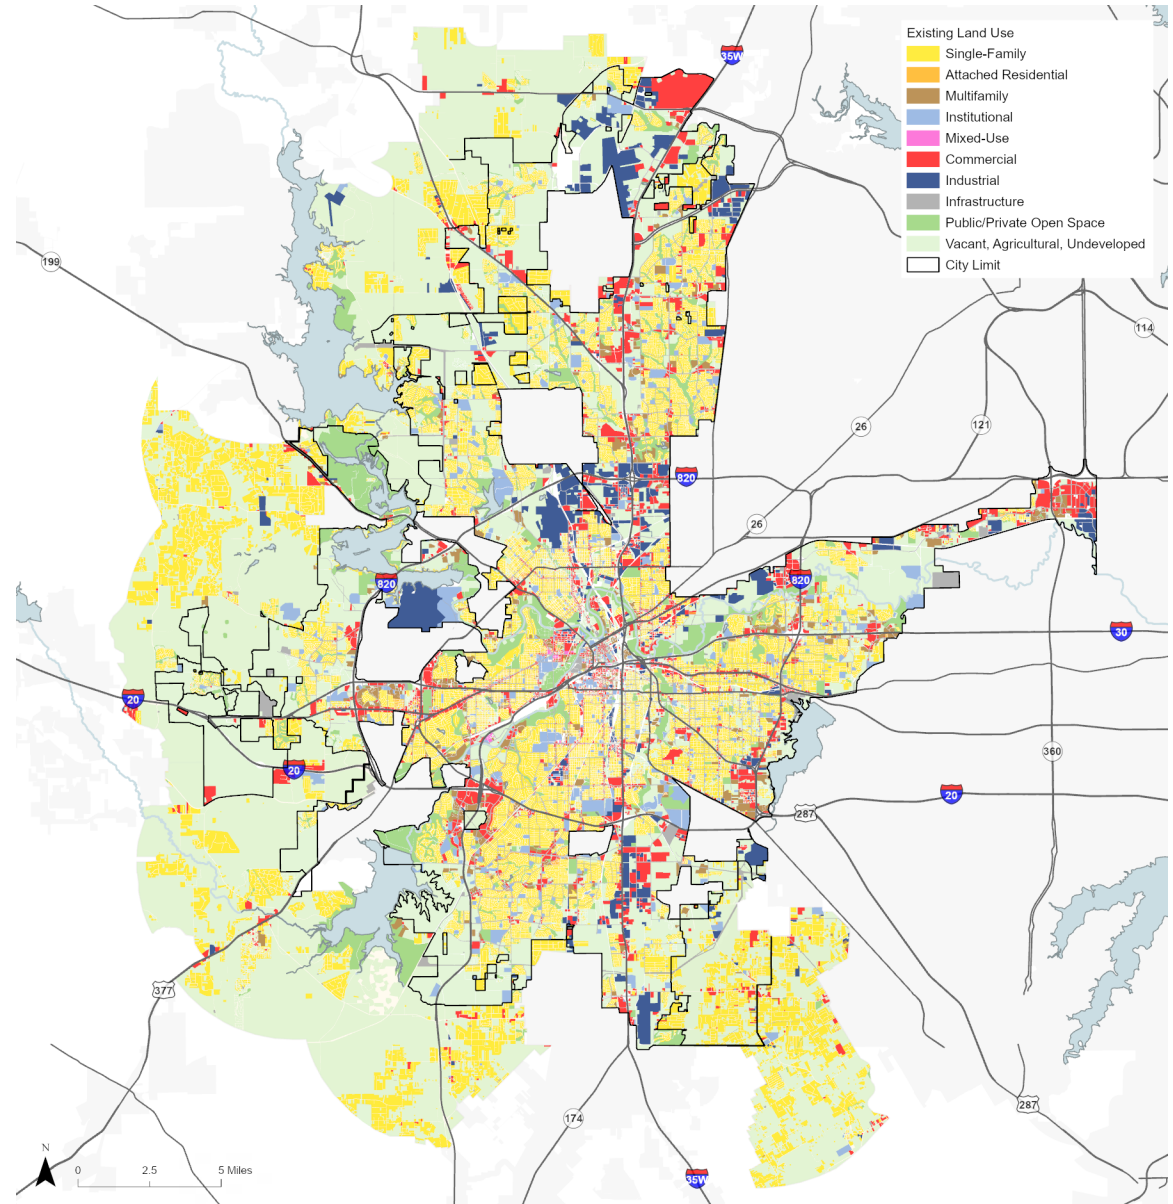 35W
Existing Land Use
Single-Family
Attached Residential
Multifamily
Institutional
Mixed-Use
Commercial
Industrial
Infrastructure
Public/Private Open Space
Vacant, Agricultural, Undeveloped
City Limit
199
114
26
121
820
26
820
820
30
20
360
20
20
287
377
174
287
35W
N
0 2.5 5 Miles